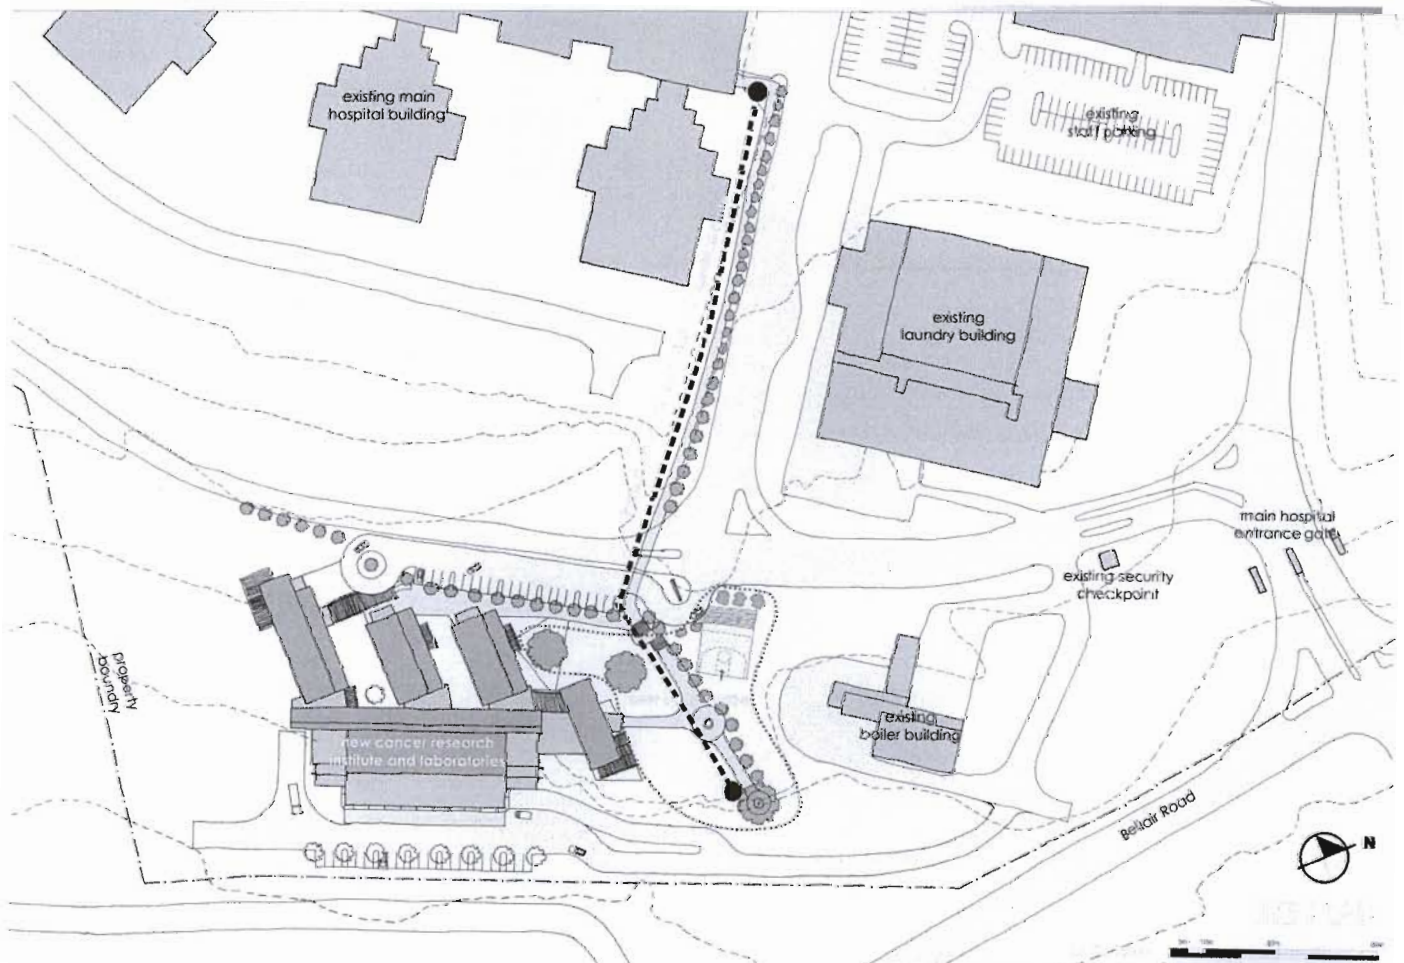 existing main
hospital building
existing
staff parking
existing
laundry building
main hospital
entrance gate
existing security
checkpoint
property
boundry
existing
boiler building
new cancer research
institute and laboratories
Bellair Road
N